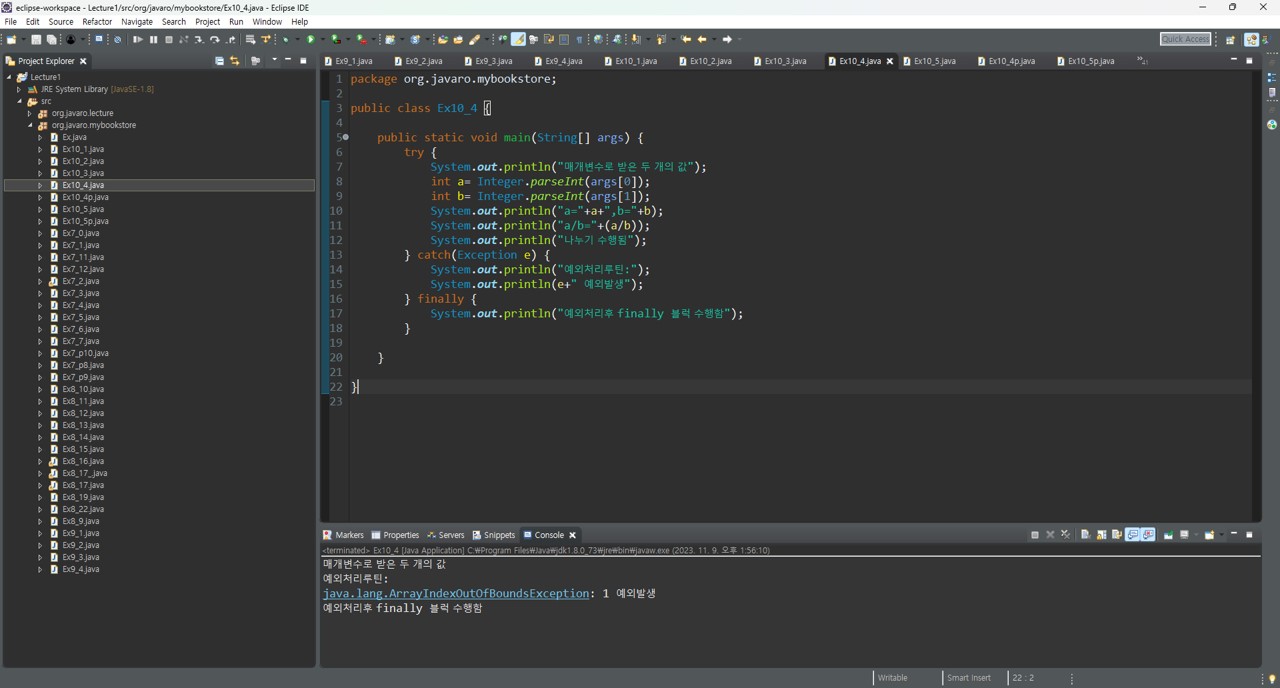 eclipse-workspace - Lecture1/src/org/javaro/mybookstore/Ex10_4.java - Eclipse IDE
File Edit Source Refactor Navigate Search Project Run Window Help
Quick Access
Project Explorer
Ex9_1.java Ex9_2.java Ex9_3.java Ex9_4.java Ex10_1.java Ex10_2.java Ex10_3.java Ex10_4.java Ex10_5.java Ex10_4p.java Ex10_5p.java
Lecture1
JRE System Library [JavaSE-1.8]
src
org.javaro.lecture
org.javaro.mybookstore
Ex.java
Ex10_1.java
Ex10_2.java
Ex10_3.java
Ex10_4.java
Ex10_4p.java
Ex10_5.java
Ex10_5p.java
Ex7_0.java
Ex7_1.java
Ex7_11.java
Ex7_12.java
Ex7_2.java
Ex7_3.java
Ex7_4.java
Ex7_5.java
Ex7_6.java
Ex7_7.java
Ex7_p10.java
Ex7_p8.java
Ex7_p9.java
Ex8_10.java
Ex8_11.java
Ex8_12.java
Ex8_13.java
Ex8_14.java
Ex8_15.java
Ex8_16.java
Ex8_17_.java
Ex8_17.java
Ex8_19.java
Ex8_22.java
Ex8_9.java
Ex9_1.java
Ex9_2.java
Ex9_3.java
Ex9_4.java
1 package org.javaro.mybookstore;
2
3 public class Ex10_4 {
4
5 public static void main(String[] args) {
6 try {
7 System.out.println("매개변수로 받은 두 개의 값");
8 int a= Integer.parseInt(args[0]);
9 int b= Integer.parseInt(args[1]);
10 System.out.println("a="+a+",b="+b);
11 System.out.println("a/b="+(a/b));
12 System.out.println("나누기 수행됨");
13 } catch(Exception e) {
14 System.out.println("예외처리루틴:");
15 System.out.println(e+" 예외발생");
16 } finally {
17 System.out.println("예외처리후 finally 블럭 수행함");
18 }
19
20 }
21
22 }
23
Markers Properties Servers Snippets Console
<terminated> Ex10_4 [Java Application] C:₩Program Files₩Java₩jdk1.8.0_73₩jre₩bin₩javaw.exe (2023. 11. 9. 오후 1:56:10)
매개변수로 받은 두 개의 값
예외처리루틴:
java.lang.ArrayIndexOutOfBoundsException: 1 예외발생
예외처리후 finally 블럭 수행함
Writable Smart Insert 22 : 2